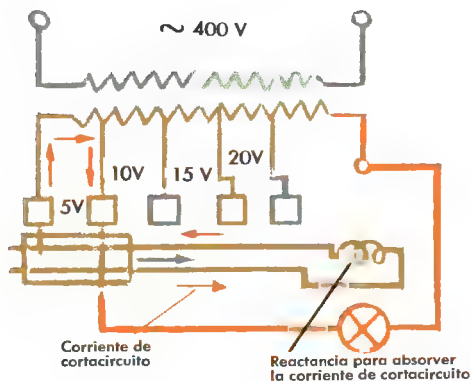 ~ 400 V
10V
15 V
20V
5V
Corriente de
cortacircuito
Reactancia para absorver
la corriente de cortacircuito